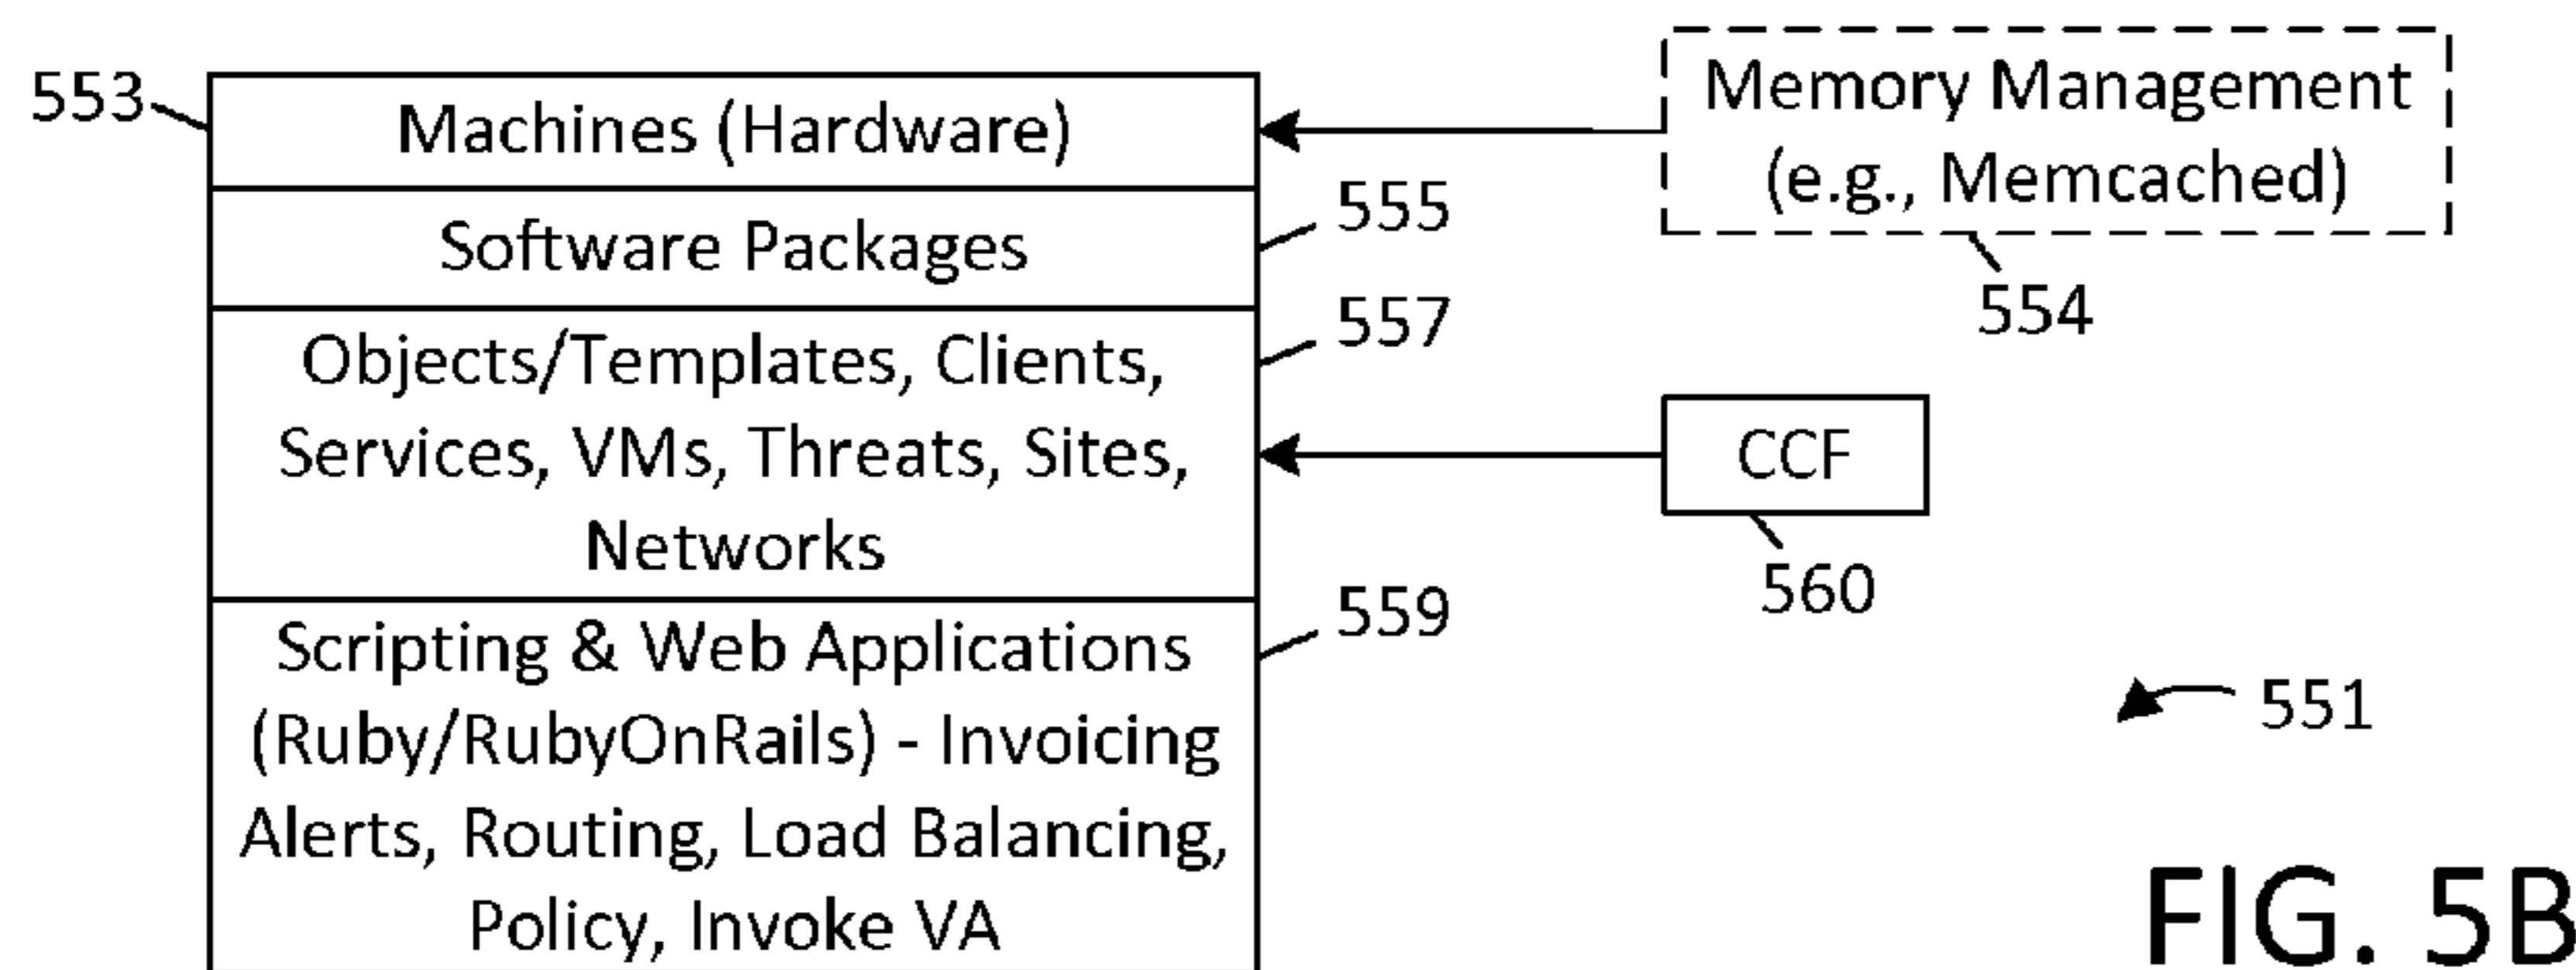 553
Machines (Hardware)
Memory Management
(e.g., Memcached)
554
Software Packages
555
Objects/Templates, Clients,
Services, VMs, Threats, Sites,
Networks
557
CCF
560
Scripting & Web Applications
(Ruby/RubyOnRails) - Invoicing
Alerts, Routing, Load Balancing,
Policy, Invoke VA
559
551
FIG. 5B